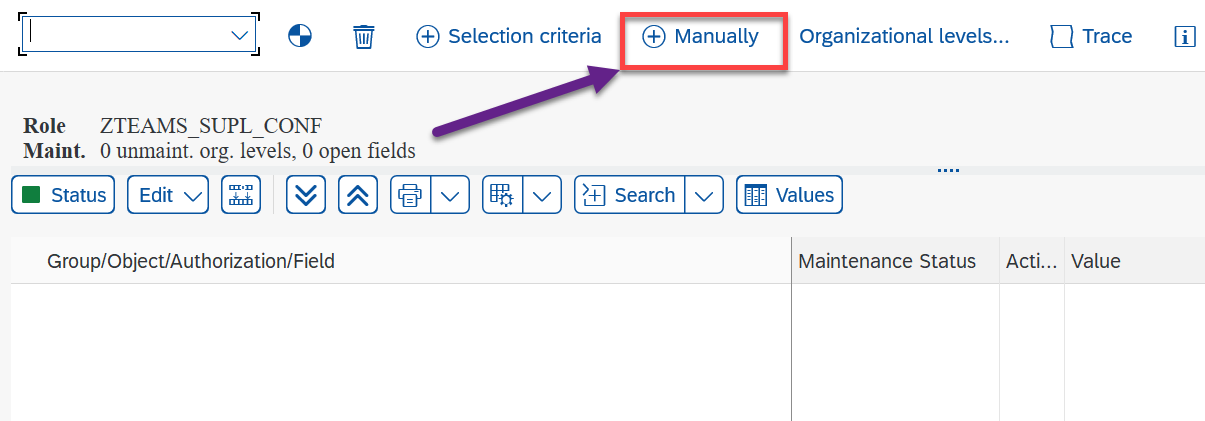 Selection criteria Manually Organizational levels... Trace
Role ZTEAMS_SUPL_CONF
Maint. 0 unmaint. org. levels, 0 open fields
Status Edit Search Values
Group/Object/Authorization/Field Maintenance Status Acti... Value